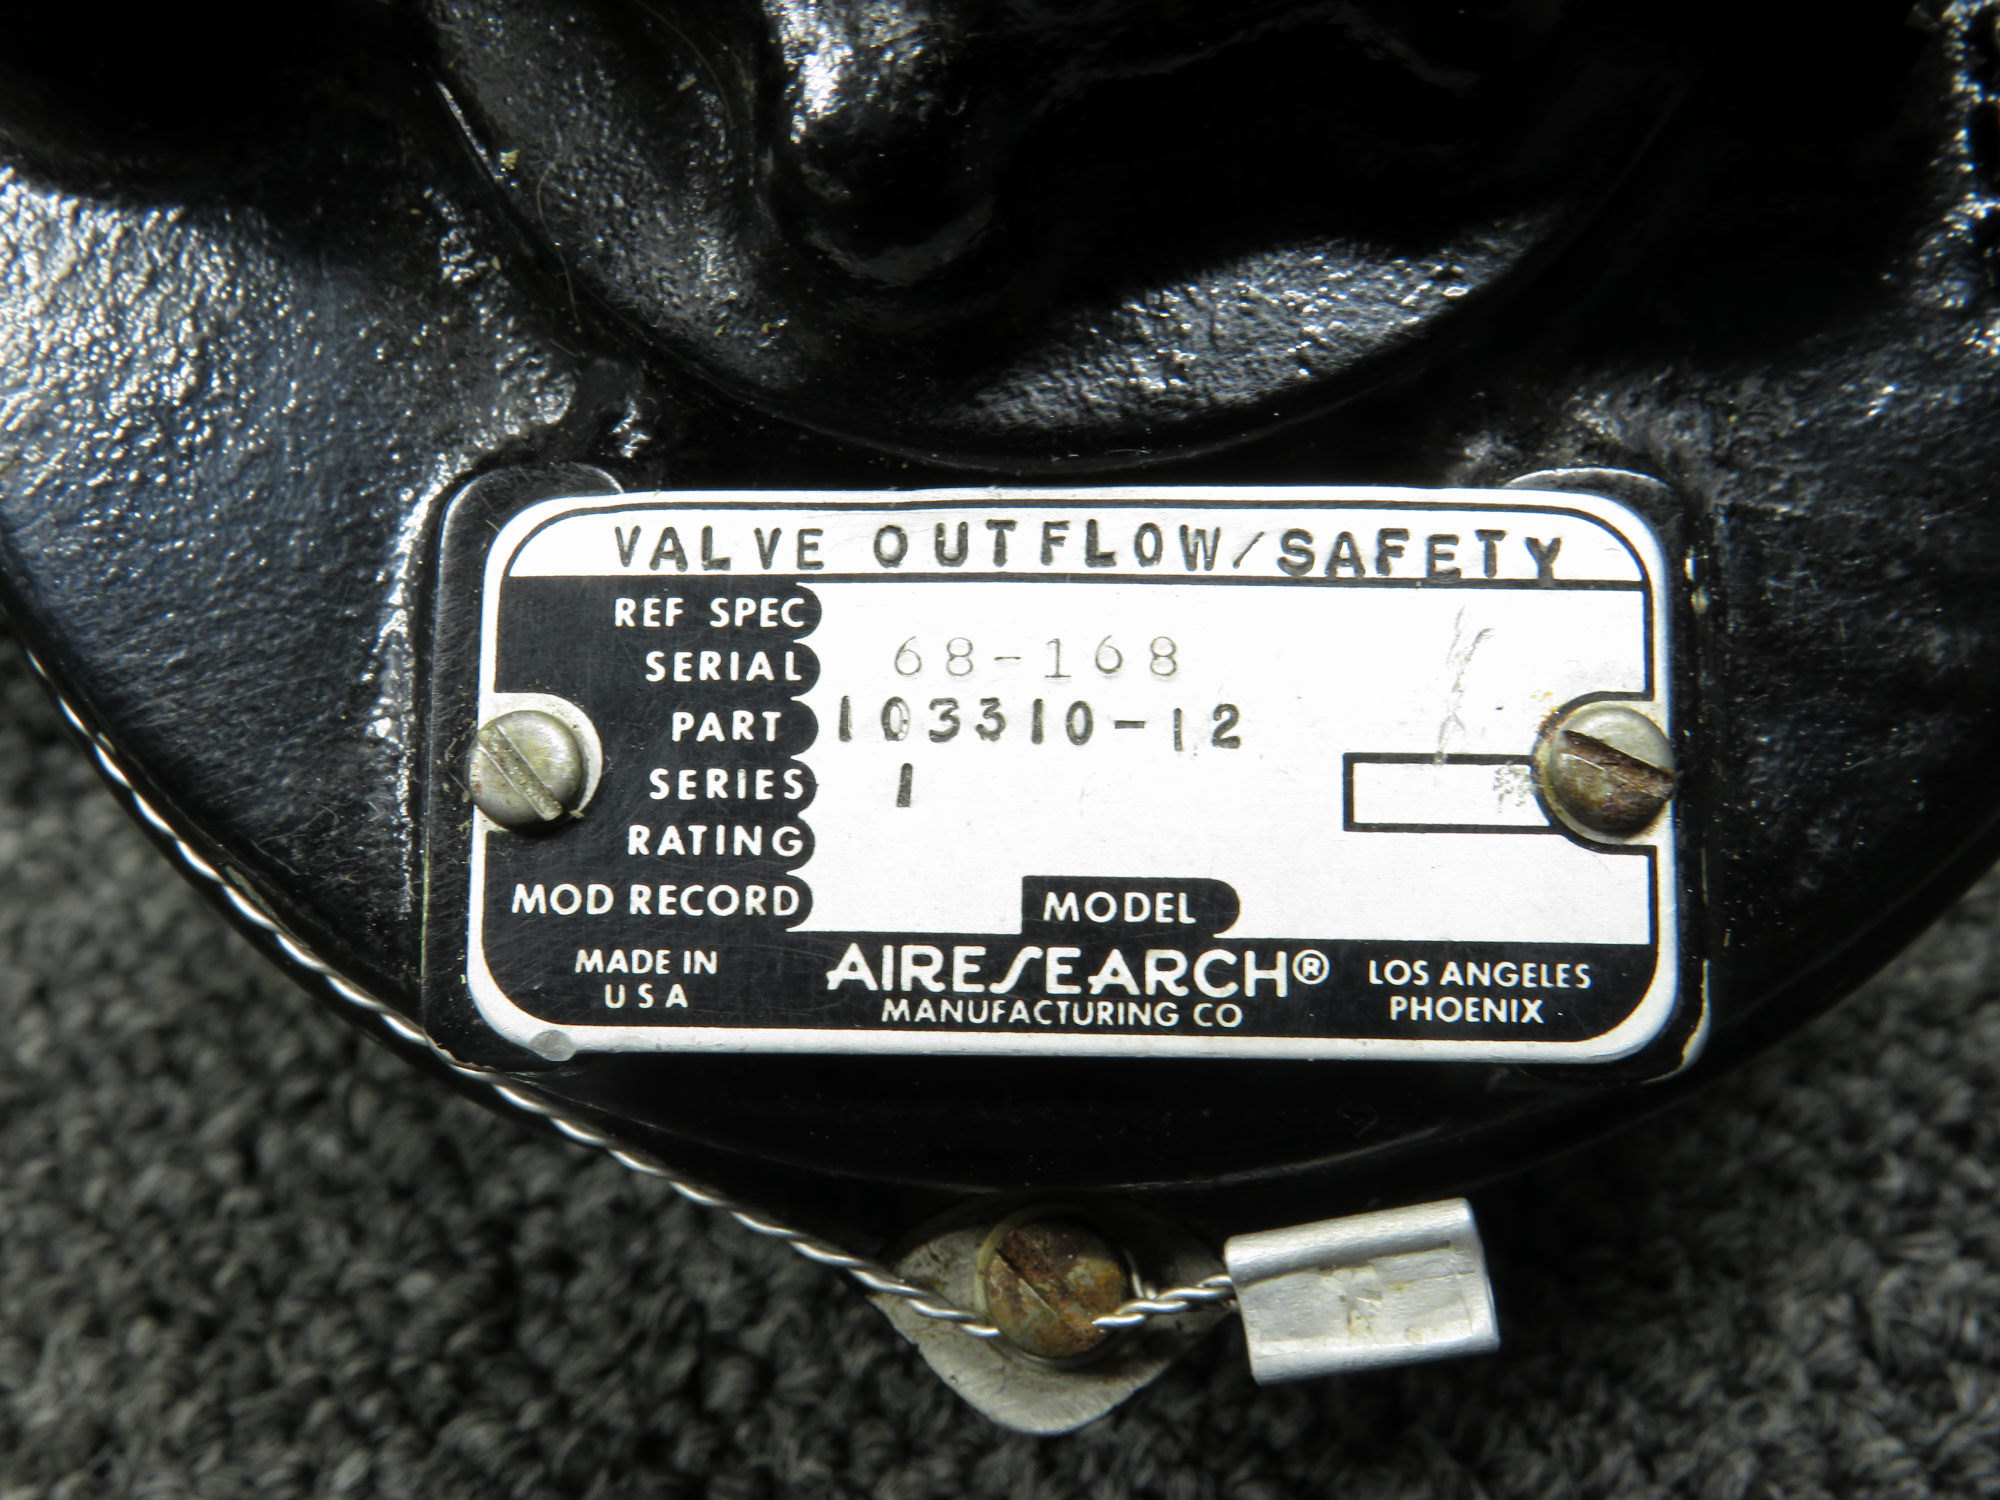 VALVE OUTFLOW/SAFETY
REF SPEC
SERIAL 68-168
PART 103310-12
SERIES 1
RATING
MOD RECORD MODEL
MADE IN USA
AIRESEARCH®
MANUFACTURING CO
LOS ANGELES
PHOENIX